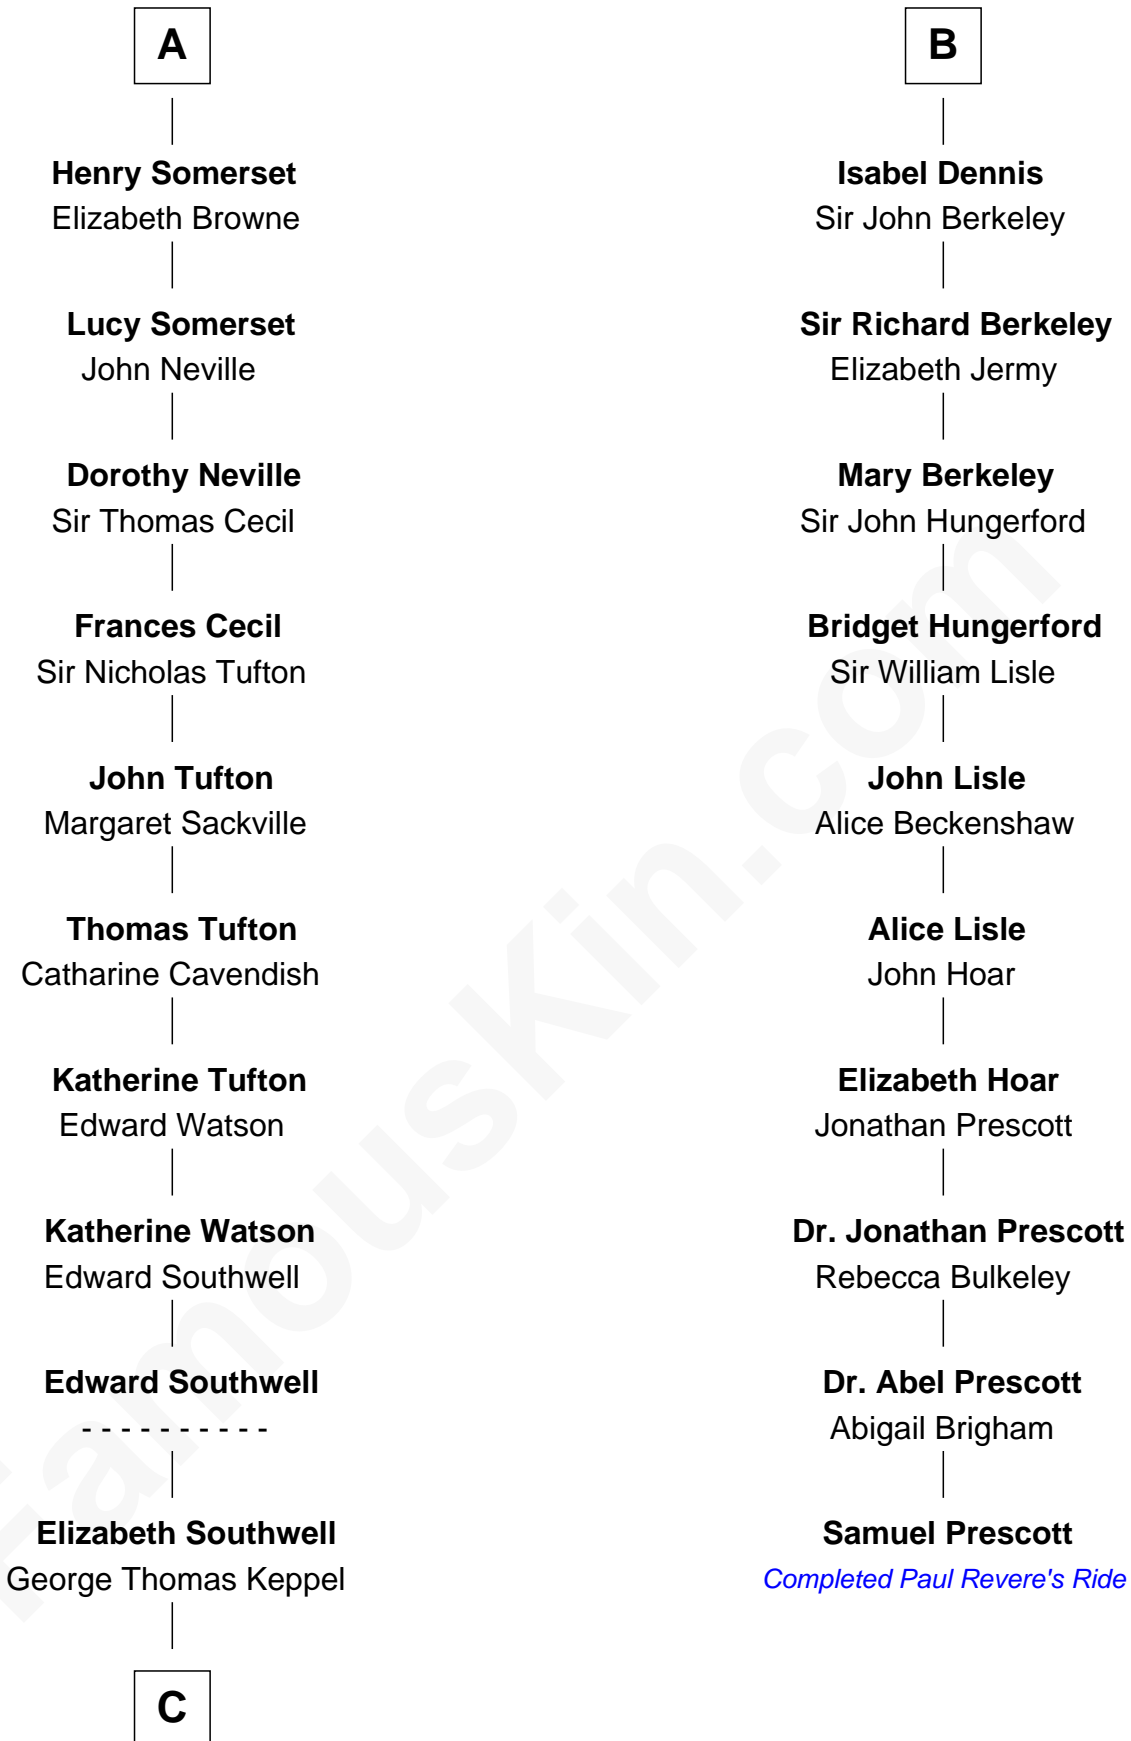 A
Henry Somerset
Elizabeth Browne
Lucy Somerset
John Neville
Dorothy Neville
Sir Thomas Cecil
Frances Cecil
Sir Nicholas Tufton
John Tufton
Margaret Sackville
Thomas Tufton
Catharine Cavendish
Katherine Tufton
Edward Watson
Katherine Watson
Edward Southwell
Edward Southwell
- - - - - - - - - -
Elizabeth Southwell
George Thomas Keppel
C
B
Isabel Dennis
Sir John Berkeley
Sir Richard Berkeley
Elizabeth Jermy
Mary Berkeley
Sir John Hungerford
Bridget Hungerford
Sir William Lisle
John Lisle
Alice Beckenshaw
Alice Lisle
John Hoar
Elizabeth Hoar
Jonathan Prescott
Dr. Jonathan Prescott
Rebecca Bulkeley
Dr. Abel Prescott
Abigail Brigham
Samuel Prescott
Completed Paul Revere's Ride
FamousKin.com